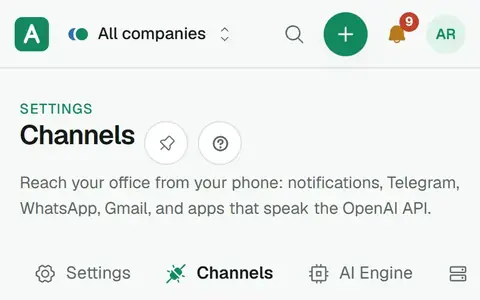 A
All companies
9
AR
SETTINGS
Channels
Reach your office from your phone: notifications, Telegram,
WhatsApp, Gmail, and apps that speak the OpenAI API.
Settings
Channels
AI Engine